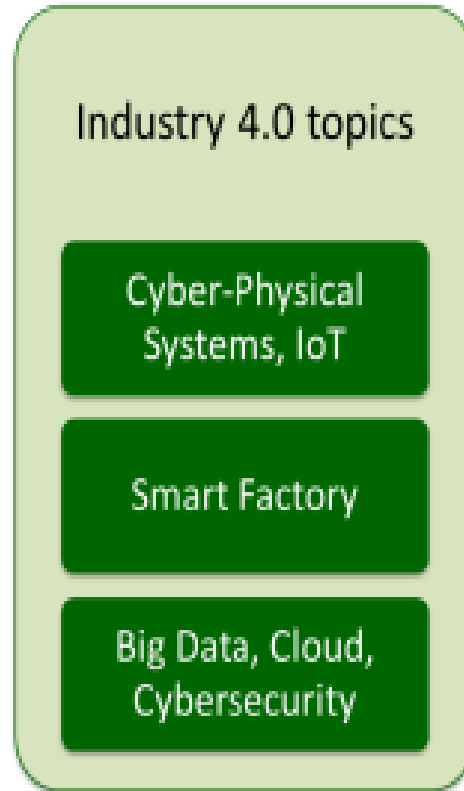 Industry 4.0 topics
Cyber-Physical
Systems, IoT
Smart Factory
Big Data, Cloud,
Cybersecurity